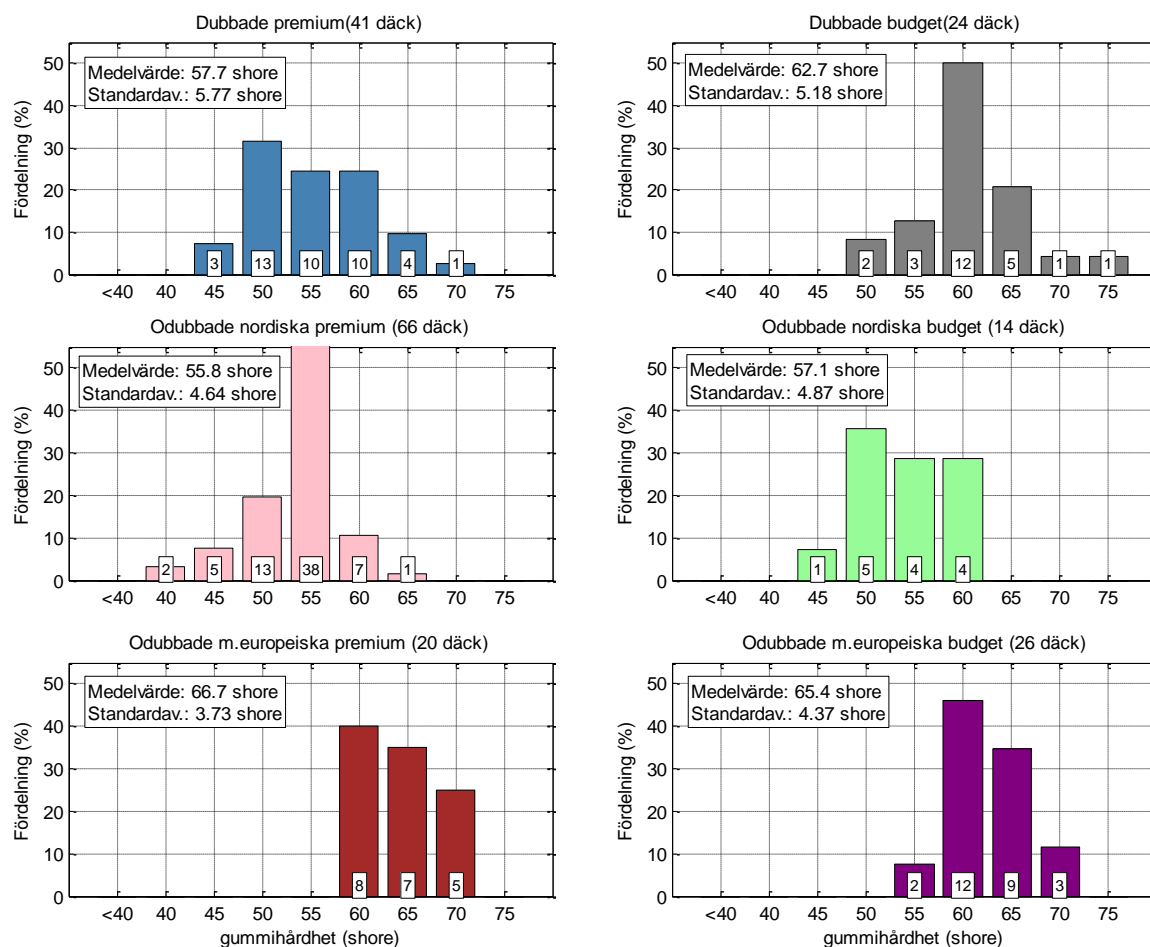 Dubbade premium(41 däck)
Medelvärde: 57.7 shore
Standardav.: 5.77 shore
Fördelning (%)
50
40
30
20
10
0
3 13 10 10 4 1
<40 40 45 50 55 60 65 70 75
Dubbade budget(24 däck)
Medelvärde: 62.7 shore
Standardav.: 5.18 shore
Fördelning (%)
50
40
30
20
10
0
2 3 12 5 1 1
<40 40 45 50 55 60 65 70 75
Odubbade nordiska premium (66 däck)
Medelvärde: 55.8 shore
Standardav.: 4.64 shore
Fördelning (%)
50
40
30
20
10
0
2 5 13 38 7 1
<40 40 45 50 55 60 65 70 75
Odubbade nordiska budget (14 däck)
Medelvärde: 57.1 shore
Standardav.: 4.87 shore
Fördelning (%)
50
40
30
20
10
0
1 5 4 4
<40 40 45 50 55 60 65 70 75
Odubbade m.europeiska premium (20 däck)
Medelvärde: 66.7 shore
Standardav.: 3.73 shore
Fördelning (%)
50
40
30
20
10
0
8 7 5
<40 40 45 50 55 60 65 70 75
gummihårdhet (shore)
Odubbade m.europeiska budget (26 däck)
Medelvärde: 65.4 shore
Standardav.: 4.37 shore
Fördelning (%)
50
40
30
20
10
0
2 12 9 3
<40 40 45 50 55 60 65 70 75
gummihårdhet (shore)